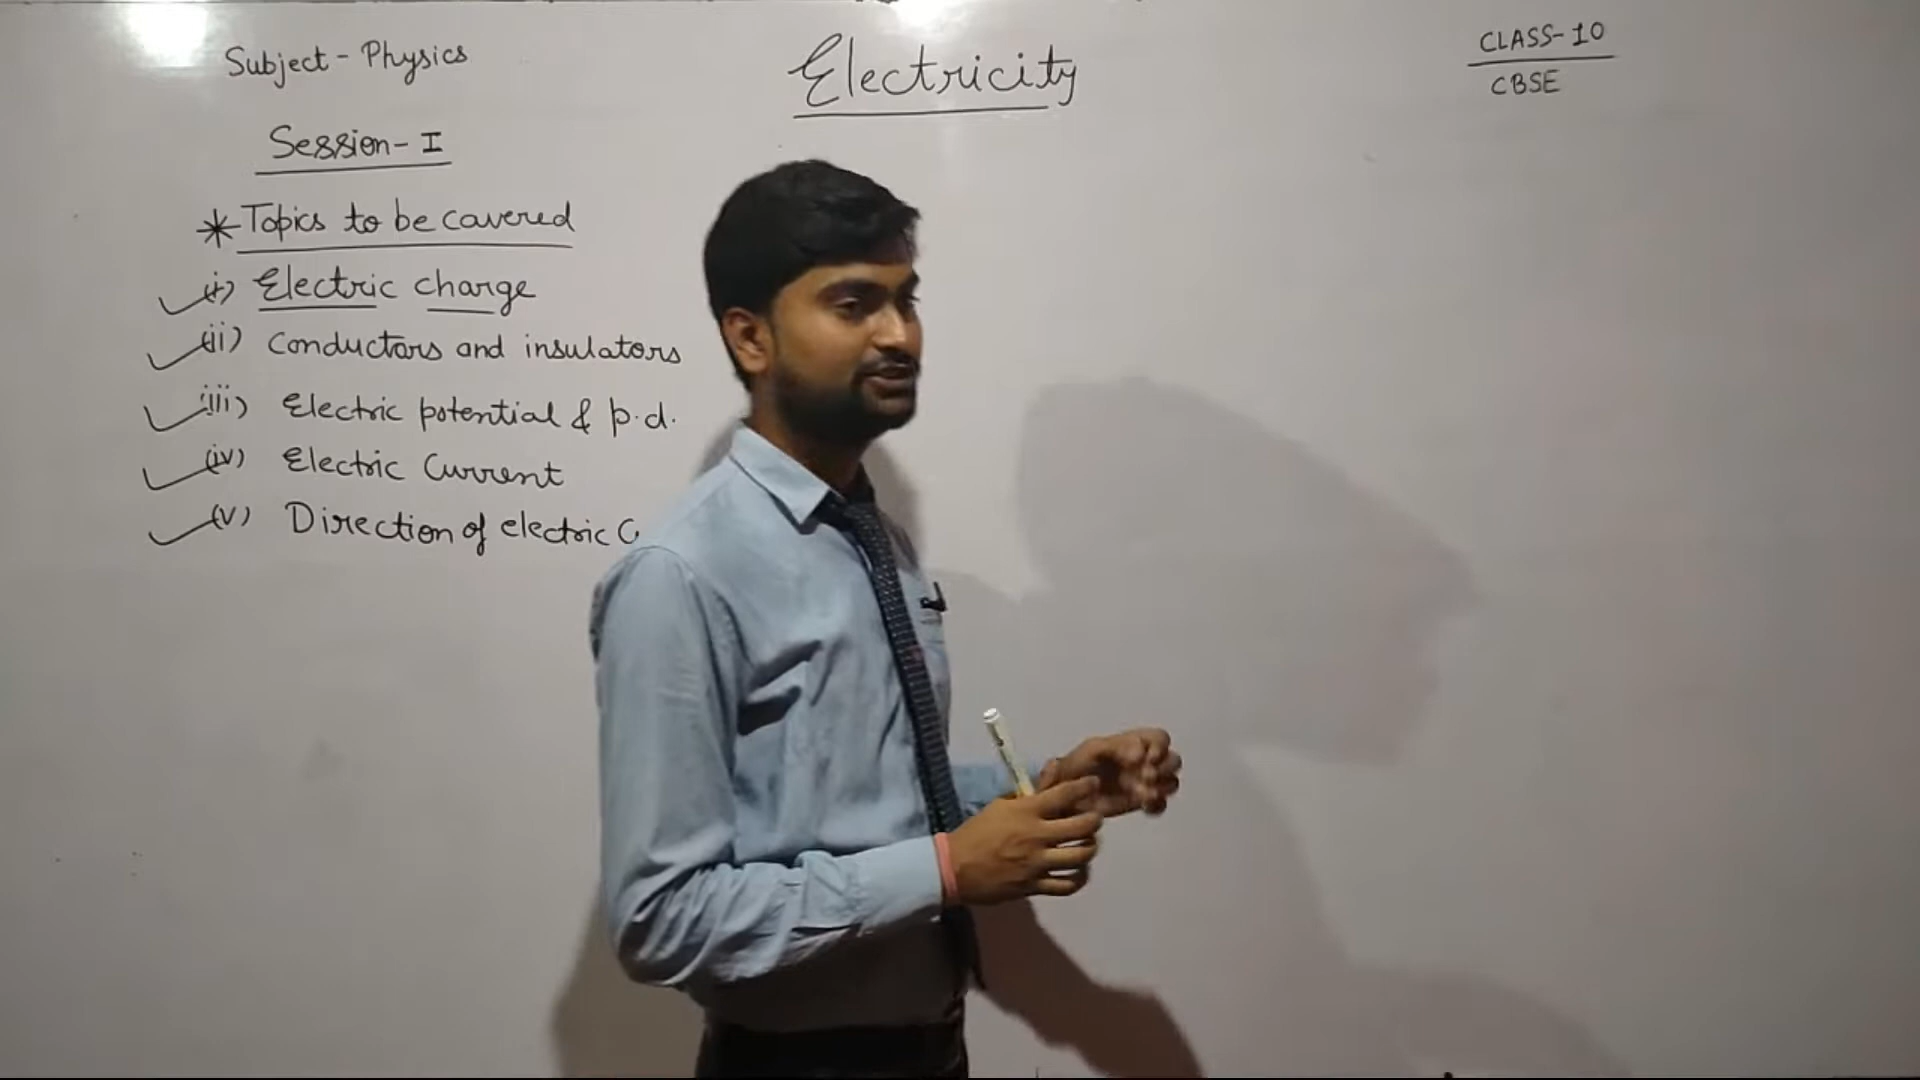 Subject - Physics
Electricity
CLASS-10
CBSE
Session - I
* Topics to be cavered
(i) Electric charge
(ii) Conductors and insulators
(iii) Electric potential & p.d.
(iv) Electric Current
(v) Direction of electric C